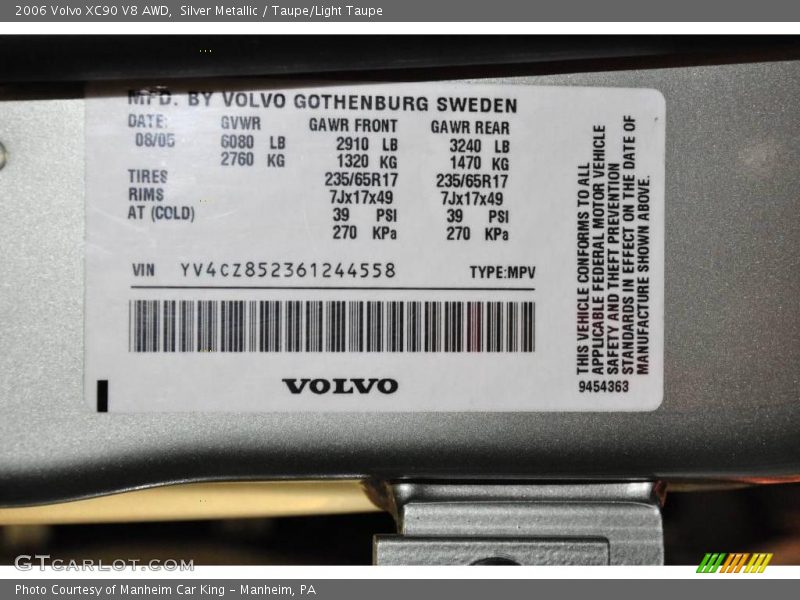 2006 Volvo XC90 V8 AWD,  Silver Metallic / Taupe/Light Taupe
MFD. BY VOLVO GOTHENBURG SWEDEN
DATE: GVWR GAWR FRONT GAWR REAR
08/05 6080 LB 2910 LB 3240 LB
2760 KG 1320 KG 1470 KG
TIRES 235/65R17 235/65R17
RIMS 7Jx17x49 7Jx17x49
AT (COLD) 39 PSI 39 PSI
270 KPa 270 KPa
VIN YV4CZ852361244558 TYPE:MPV
VOLVO
THIS VEHICLE CONFORMS TO ALL
APPLICABLE FEDERAL MOTOR VEHICLE
SAFETY AND THEFT PREVENTION
STANDARDS IN EFFECT ON THE DATE OF
MANUFACTURE SHOWN ABOVE.
9454363
GTCarlot.com
Photo Courtesy of Manheim Car King - Manheim, PA